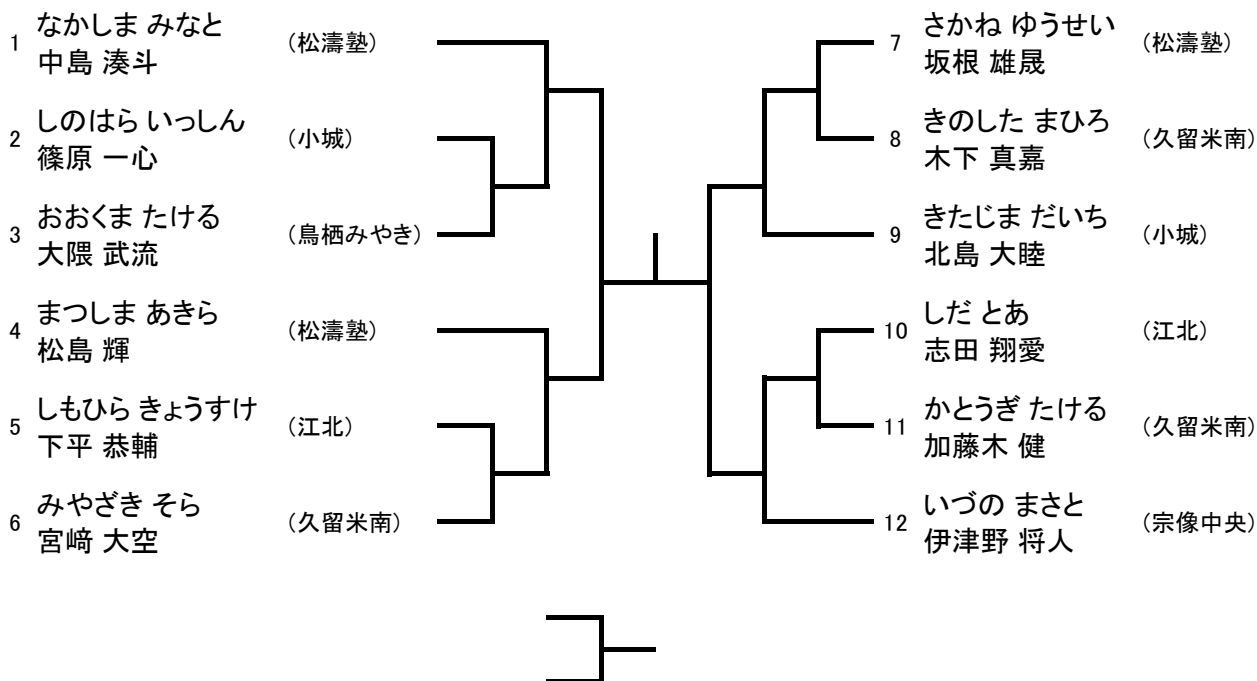 なかしま みなと
1 中島 湊斗 (松濤塾)
しのはら いっしん
2 篠原 一心 (小城)
おおくま たける
3 大隈 武流 (鳥栖みやき)
まつしま あきら
4 松島 輝 (松濤塾)
しもひら きょうすけ
5 下平 恭輔 (江北)
みやざき そら
6 宮﨑 大空 (久留米南)
さかね ゆうせい
7 坂根 雄晟 (松濤塾)
きのした まひろ
8 木下 真嘉 (久留米南)
きたじま だいち
9 北島 大睦 (小城)
しだ とあ
10 志田 翔愛 (江北)
かとうぎ たける
11 加藤木 健 (久留米南)
いづの まさと
12 伊津野 将人 (宗像中央)